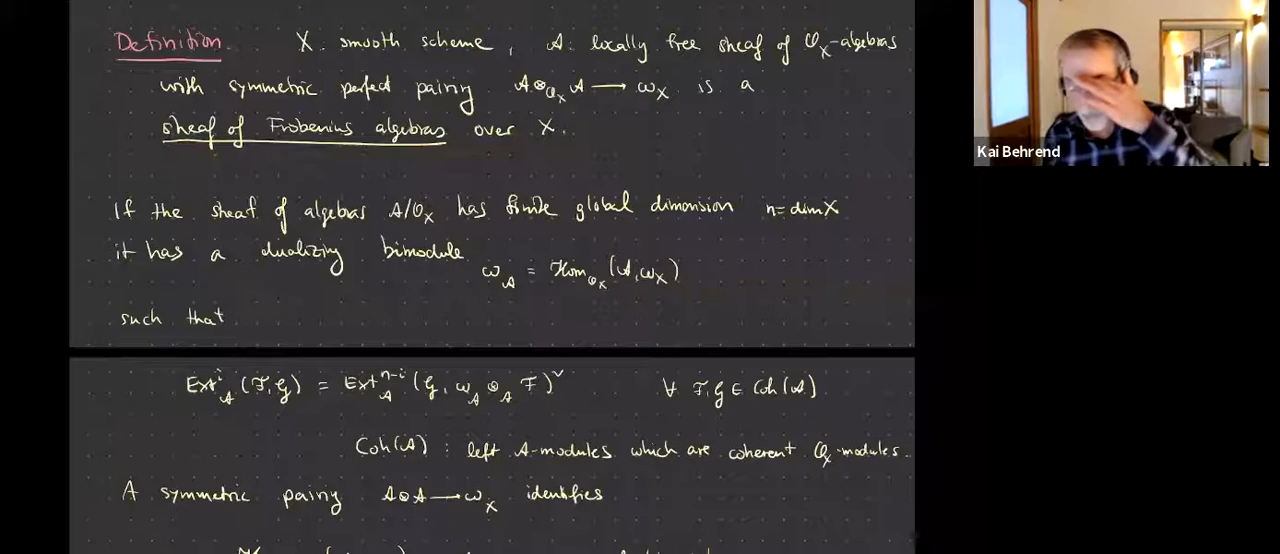 Definition. X: smooth scheme, A: locally free sheaf of O_X-algebras
with symmetric perfect pairing A⊗_{O_X} A → ω_X is a
sheaf of Frobenius algebras over X.
If the sheaf of algebras A/O_X has finite global dimension n=dim X
it has a dualizing bimodule ω_A = Hom_{O_X}(A, ω_X)
such that
Ext^i_A(F, G) = Ext^{n-i}_A(G, ω_A ⊗_A F)^∨ ∀ F, G ∈ Coh(A)
Coh(A): left A-modules which are coherent O_X-modules.
A symmetric pairing A⊗A → ω_X identifies
Kai Behrend